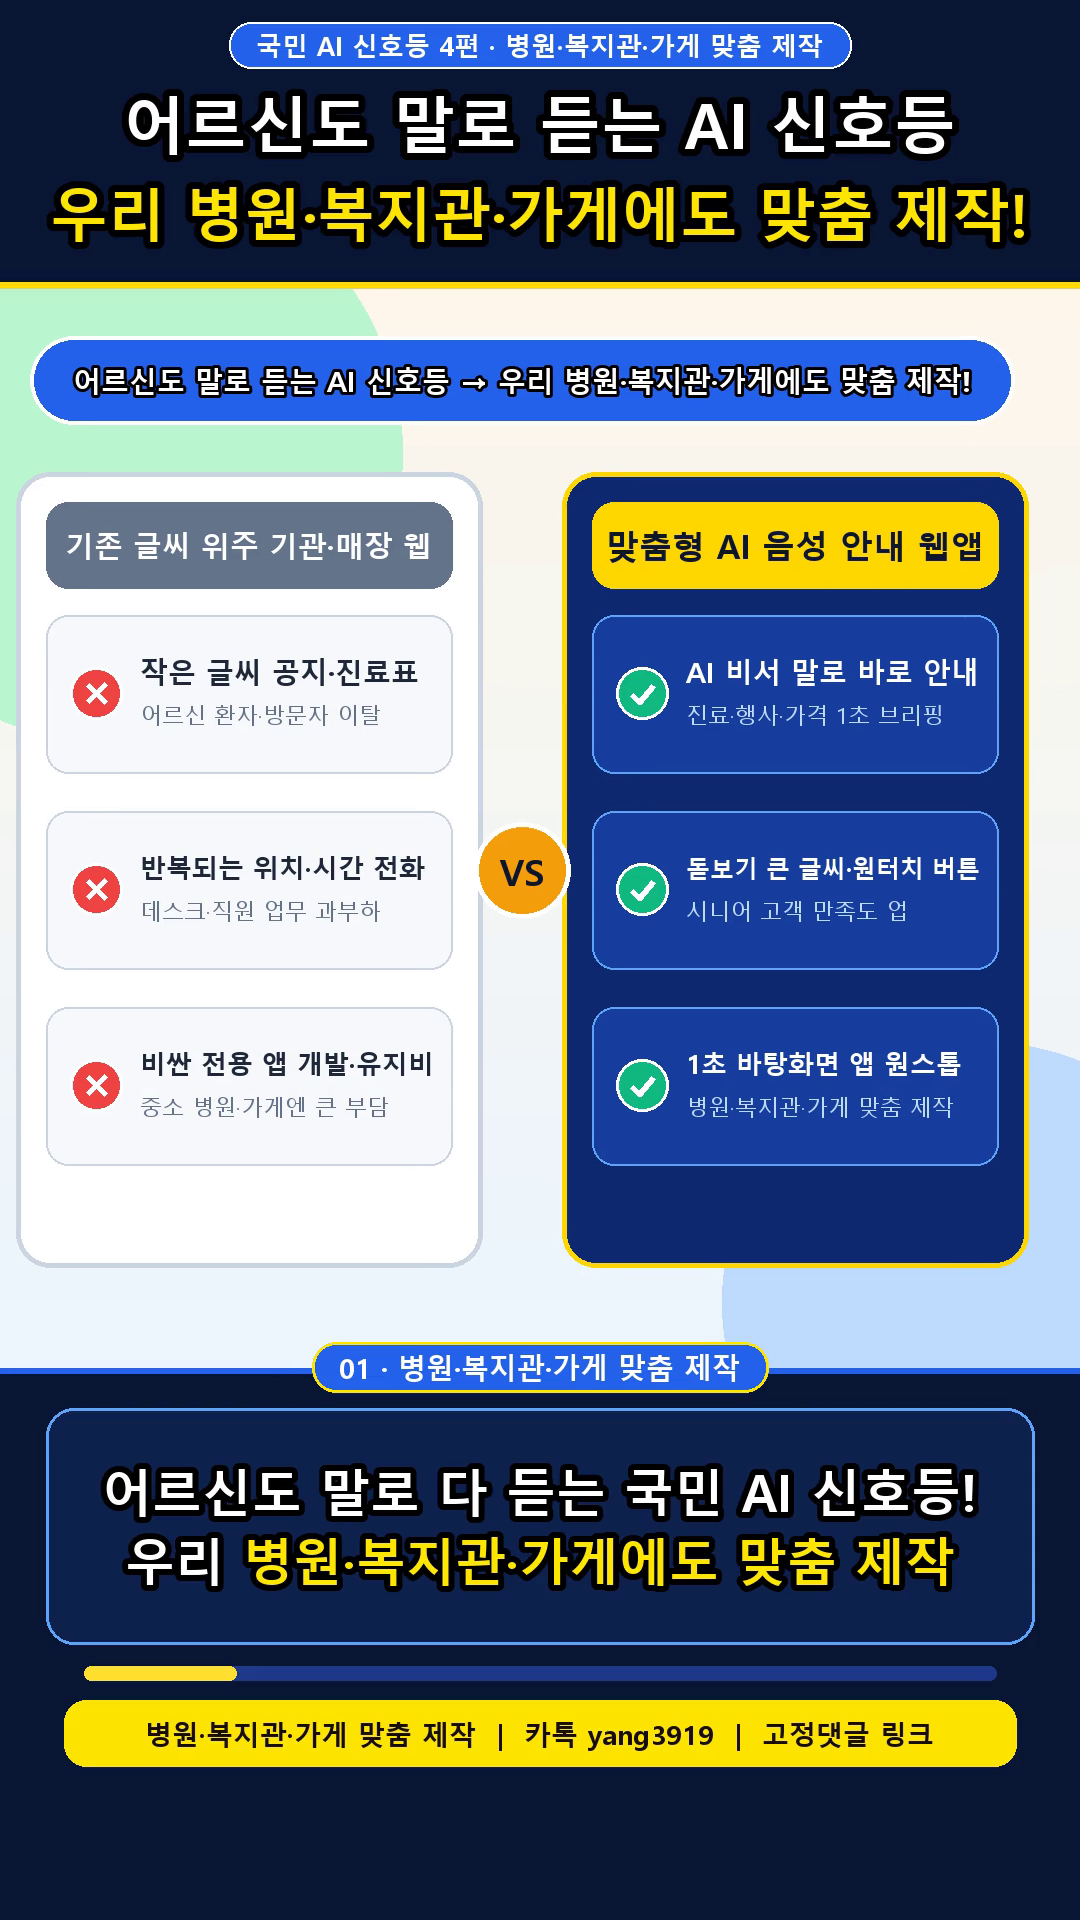 국민 AI 신호등 4편 · 병원·복지관·가게 맞춤 제작
어르신도 말로 듣는 AI 신호등
우리 병원·복지관·가게에도 맞춤 제작!
어르신도 말로 듣는 AI 신호등 → 우리 병원·복지관·가게에도 맞춤 제작!
기존 글씨 위주 기관·매장 웹
작은 글씨 공지·진료표
어르신 환자·방문자 이탈
반복되는 위치·시간 전화
데스크·직원 업무 과부하
비싼 전용 앱 개발·유지비
중소 병원·가게엔 큰 부담
VS
맞춤형 AI 음성 안내 웹앱
AI 비서 말로 바로 안내
진료·행사·가격 1초 브리핑
돋보기 큰 글씨·원터치 버튼
시니어 고객 만족도 업
1초 바탕화면 앱 원스톱
병원·복지관·가게 맞춤 제작
01 · 병원·복지관·가게 맞춤 제작
어르신도 말로 다 듣는 국민 AI 신호등!
우리 병원·복지관·가게에도 맞춤 제작
병원·복지관·가게 맞춤 제작 | 카톡 yang3919 | 고정댓글 링크